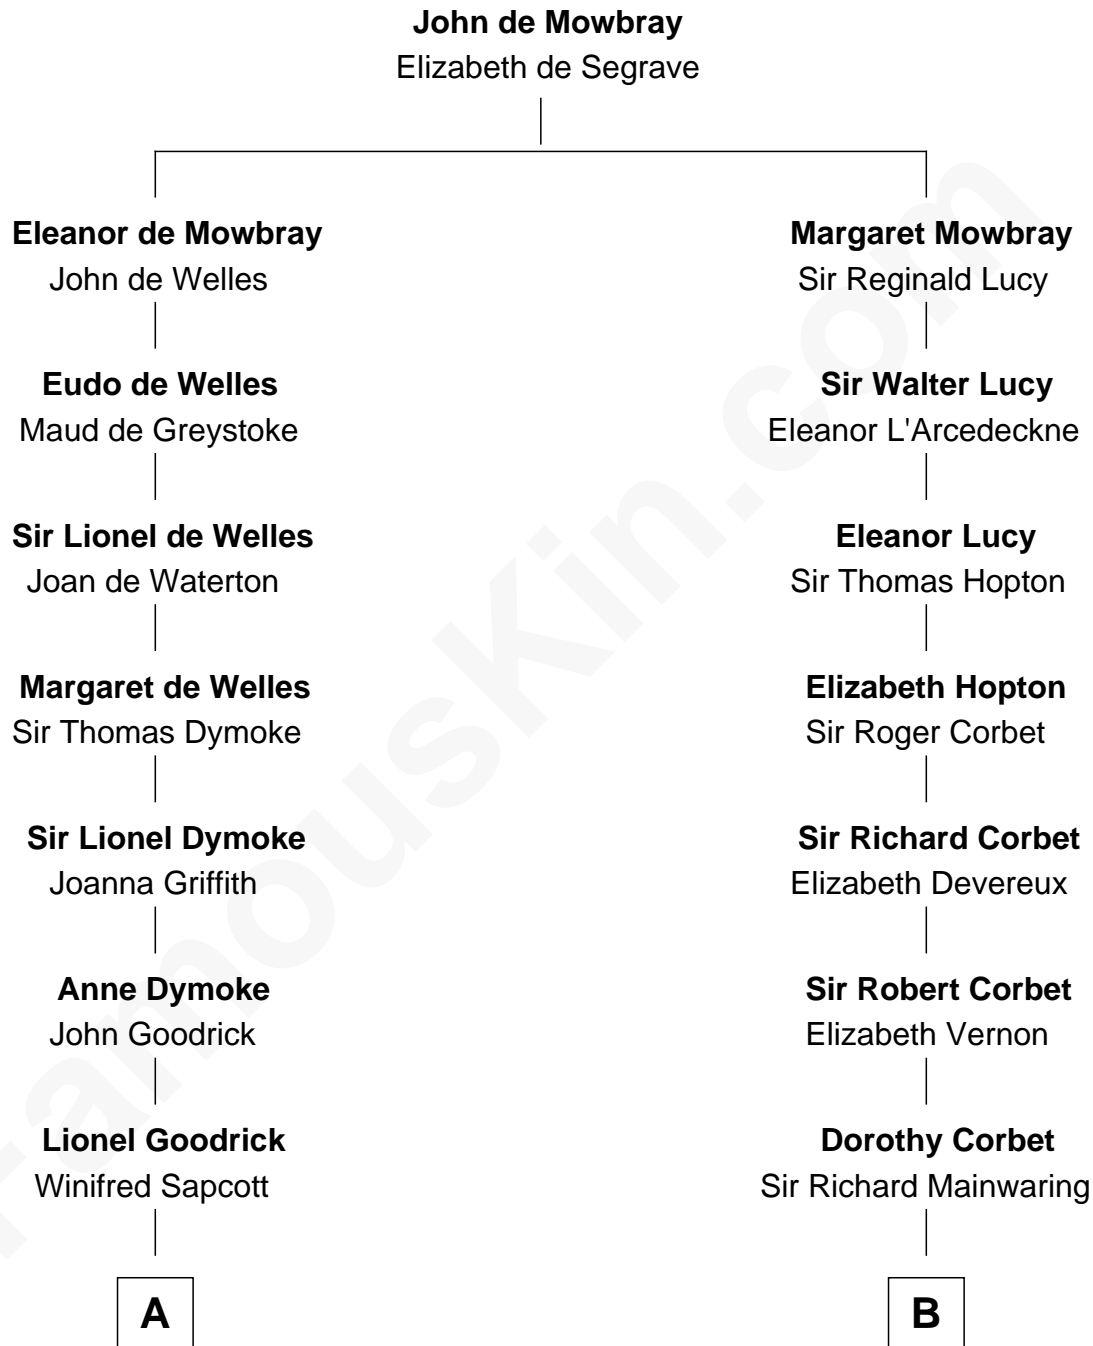 John de Mowbray
Elizabeth de Segrave
Eleanor de Mowbray
John de Welles
Margaret Mowbray
Sir Reginald Lucy
Eudo de Welles
Maud de Greystoke
Sir Walter Lucy
Eleanor L'Arcedeckne
Sir Lionel de Welles
Joan de Waterton
Eleanor Lucy
Sir Thomas Hopton
Margaret de Welles
Sir Thomas Dymoke
Elizabeth Hopton
Sir Roger Corbet
Sir Lionel Dymoke
Joanna Griffith
Sir Richard Corbet
Elizabeth Devereux
Anne Dymoke
John Goodrick
Sir Robert Corbet
Elizabeth Vernon
Lionel Goodrick
Winifred Sapcott
Dorothy Corbet
Sir Richard Mainwaring
A
B
FamousKin.com